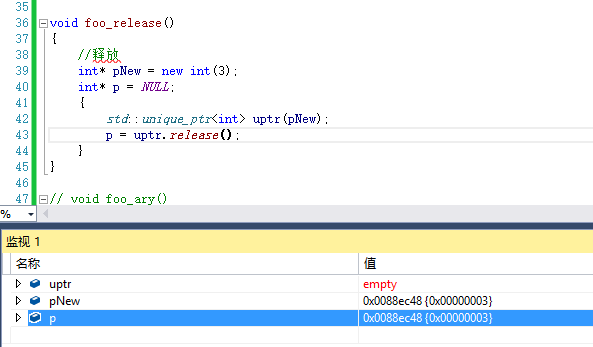 35
36 void foo_release()
37 {
38 //释放
39 int* pNew = new int(3);
40 int* p = NULL;
41 {
42 std::unique_ptr<int> uptr(pNew);
43 p = uptr.release();
44 }
45 }
46
47 // void foo_ary()
%
监视 1
名称 值
uptr empty
pNew 0x0088ec48 {0x00000003}
p 0x0088ec48 {0x00000003}